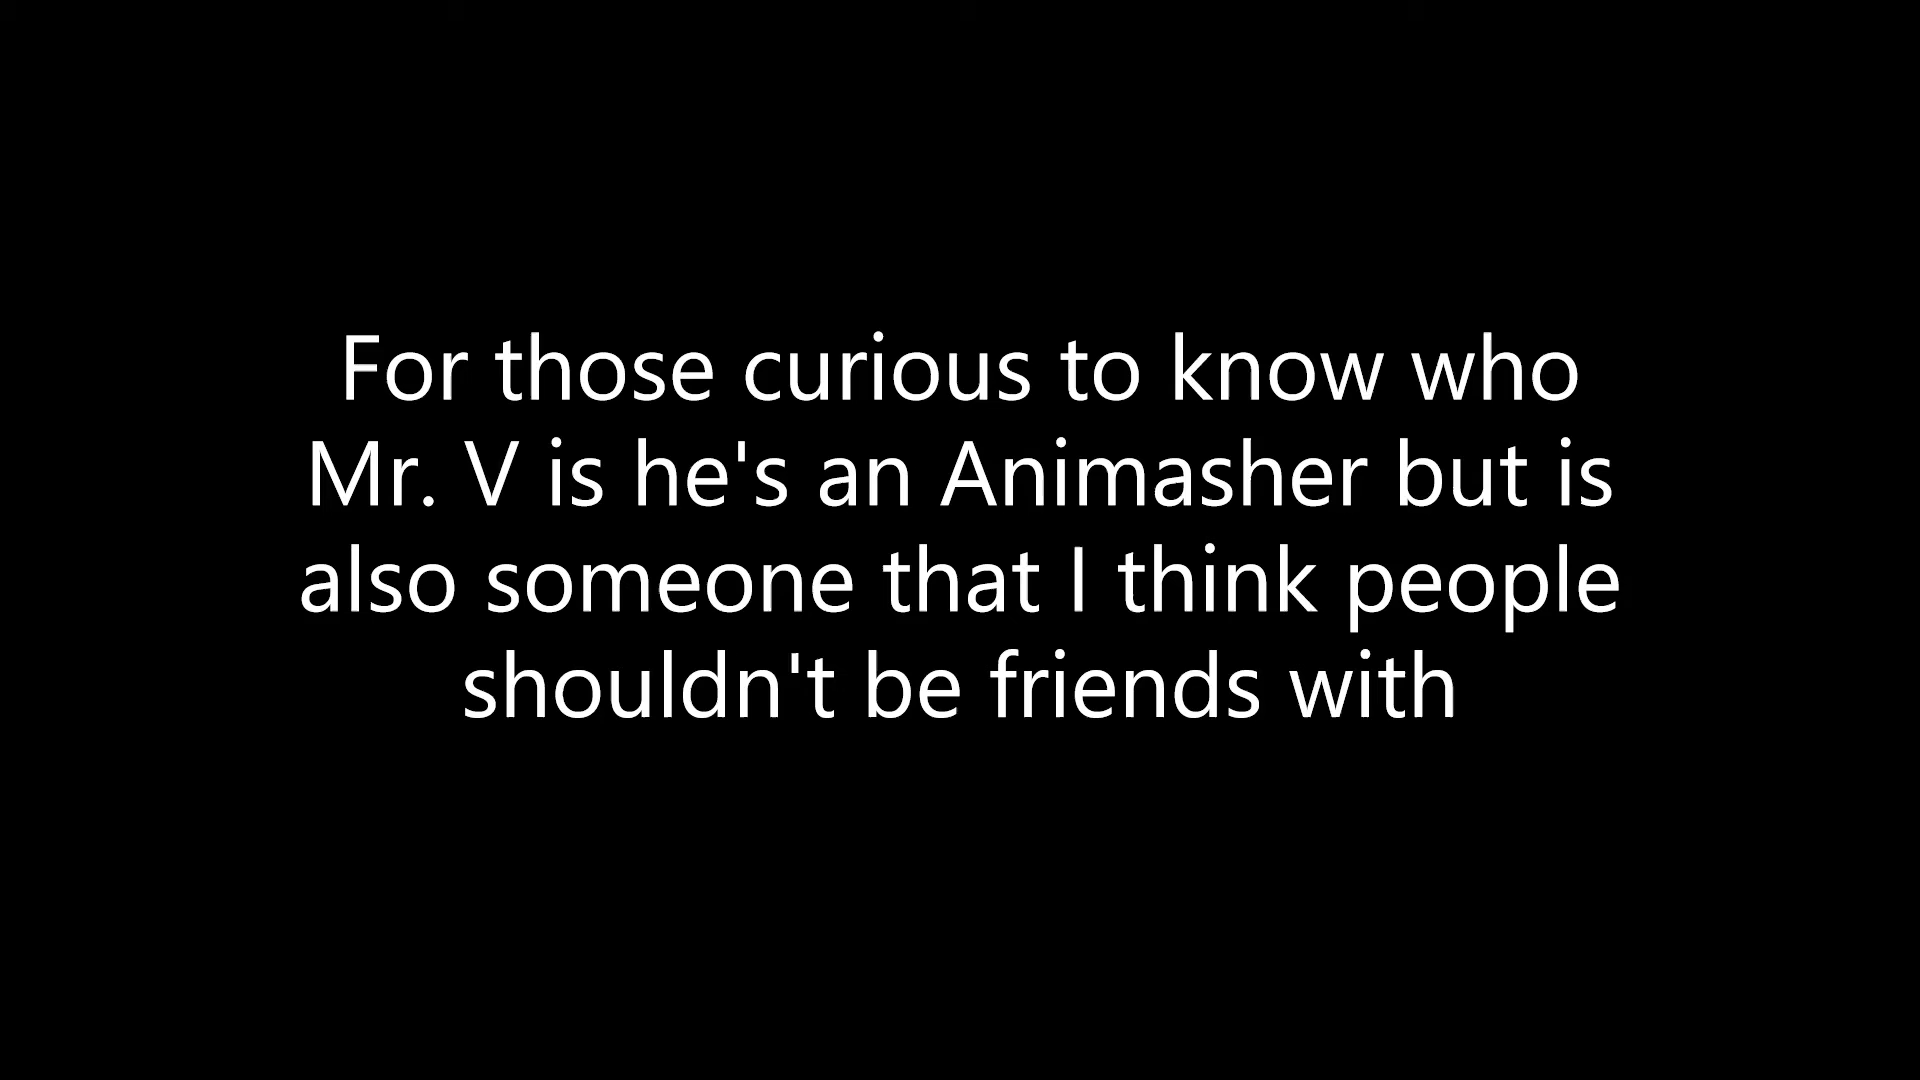 For those curious to know who
Mr. V is he's an Animasher but is
also someone that I think people
shouldn't be friends with